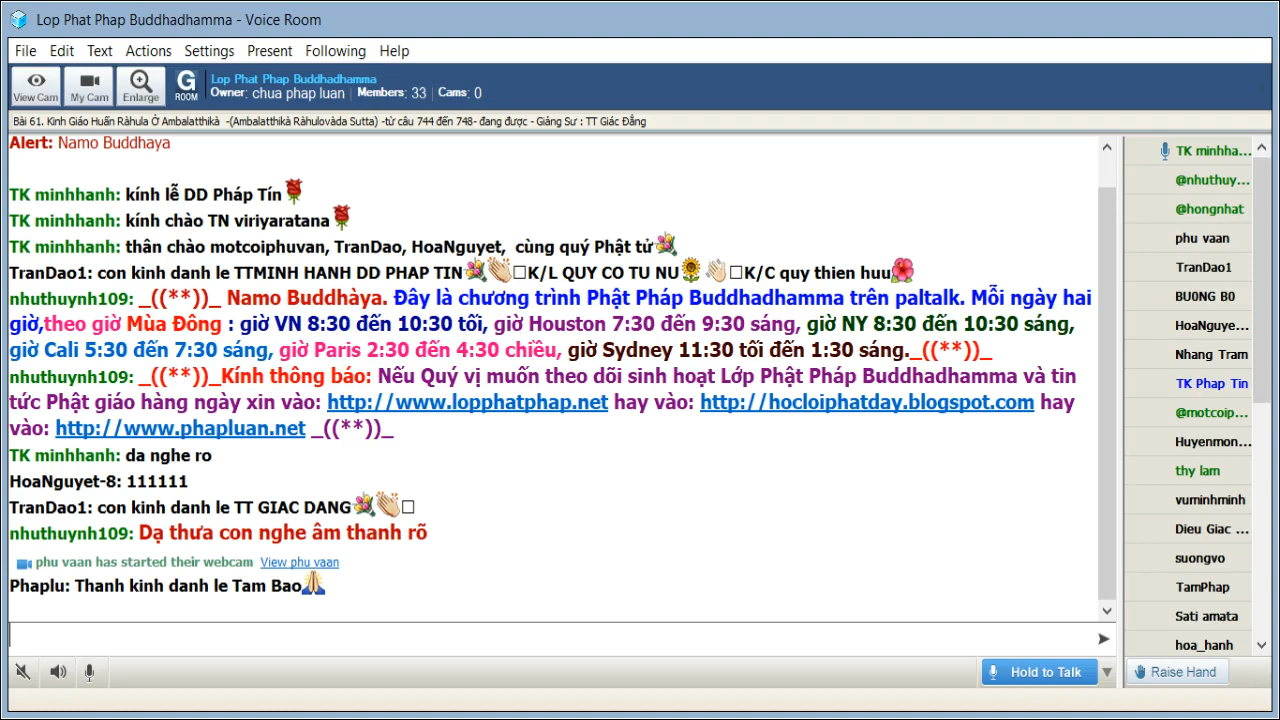 Lop Phat Phap Buddhadhamma - Voice Room
File Edit Text Actions Settings Present Following Help
View Cam My Cam Enlarge G ROOM
Lop Phat Phap Buddhadhamma
Owner: chua phap luan Members: 33 Cams: 0
Bài 61. Kinh Giáo Huấn Ràhula Ở Ambalatthikà -(Ambalatthikà Ràhulovàda Sutta) -từ câu 744 đến 748- đang được - Giảng Sư : TT Giác Đẳng
Alert: Namo Buddhaya
TK minhhanh: kính lễ DD Pháp Tín
TK minhhanh: kính chào TN viriyaratana
TK minhhanh: thân chào motcoiphuvan, TranDao, HoaNguyet, cùng quý Phật tử
TranDao1: con kinh danh le TTMINH HANH DD PHAP TIN K/L QUY CO TU NU K/C quy thien huu
nhuthuynh109: _((**))_ Namo Buddhàya. Đây là chương trình Phật Pháp Buddhadhamma trên paltalk. Mỗi ngày hai
giờ,theo giờ Mùa Đông : giờ VN 8:30 đến 10:30 tối, giờ Houston 7:30 đến 9:30 sáng, giờ NY 8:30 đến 10:30 sáng,
giờ Cali 5:30 đến 7:30 sáng, giờ Paris 2:30 đến 4:30 chiều, giờ Sydney 11:30 tối đến 1:30 sáng._((**))_
nhuthuynh109: _((**))_Kính thông báo: Nếu Quý vị muốn theo dõi sinh hoạt Lớp Phật Pháp Buddhadhamma và tin
tức Phật giáo hàng ngày xin vào: http://www.lopphatphap.net hay vào: http://hocloiphatday.blogspot.com hay
vào: http://www.phapluan.net _((**))_
TK minhhanh: da nghe ro
HoaNguyet-8: 111111
TranDao1: con kinh danh le TT GIAC DANG
nhuthuynh109: Dạ thưa con nghe âm thanh rõ
phu vaan has started their webcam View phu vaan
Phaplu: Thanh kinh danh le Tam Bao
Hold to Talk
TK minhha...
@nhuthuy...
@hongnhat
phu vaan
TranDao1
BU0NG B0
HoaNguye...
Nhang Tram
TK Phap Tin
@motcoip...
Huyenmon...
thy lam
vuminhminh
Dieu Giac ...
suongvo
TamPhap
Sati amata
hoa_hanh
Raise Hand